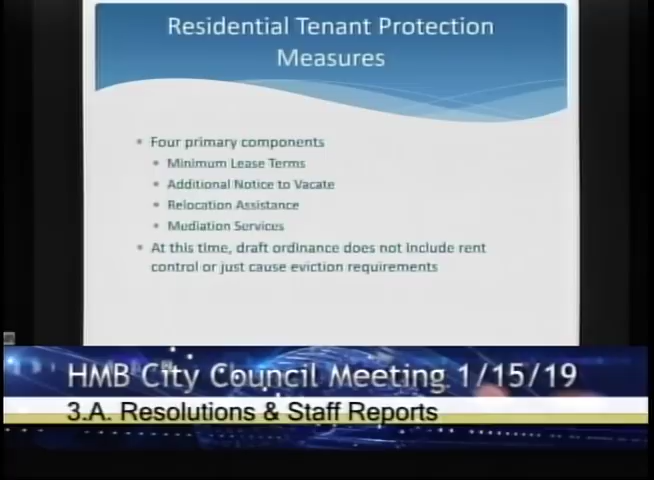 Residential Tenant Protection
Measures
• Four primary components
• Minimum Lease Terms
• Additional Notice to Vacate
• Relocation Assistance
• Mediation Services
• At this time, draft ordinance does not include rent
control or just cause eviction requirements
HMB City Council Meeting 1/15/19
3.A. Resolutions & Staff Reports